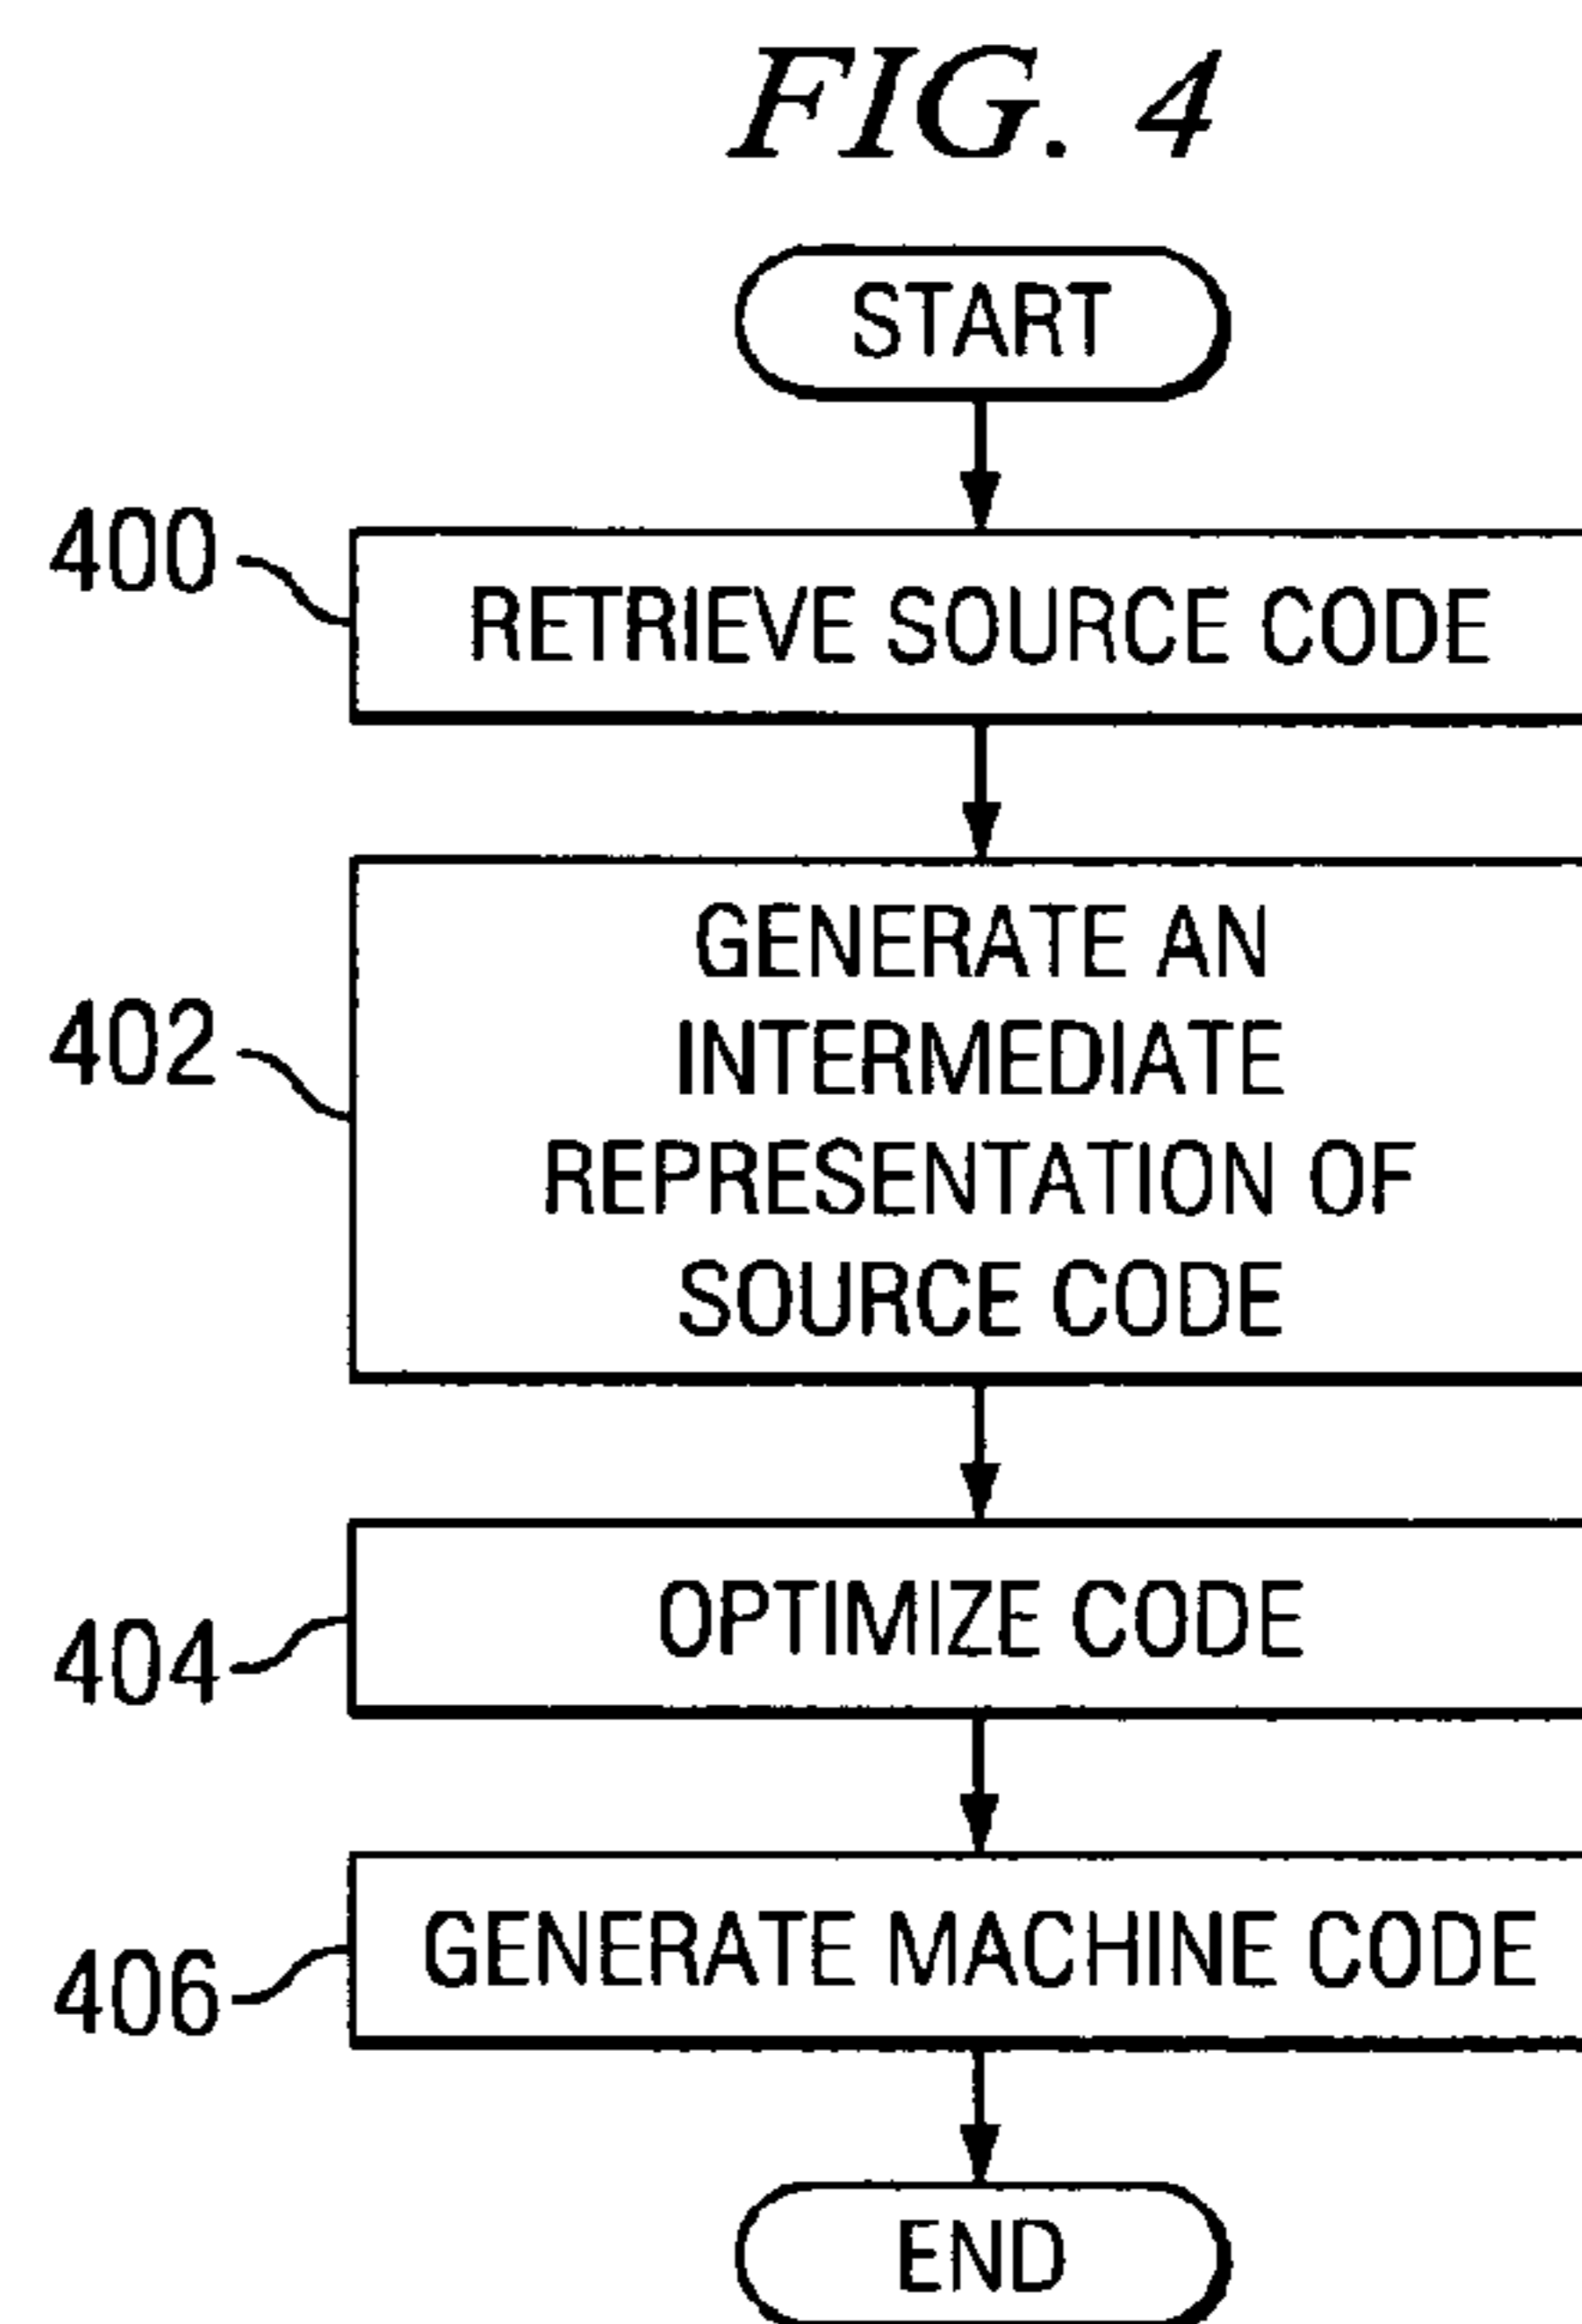 FIG. 4
START
400
RETRIEVE SOURCE CODE
402
GENERATE AN
INTERMEDIATE
REPRESENTATION OF
SOURCE CODE
404
OPTIMIZE CODE
406
GENERATE MACHINE CODE
END